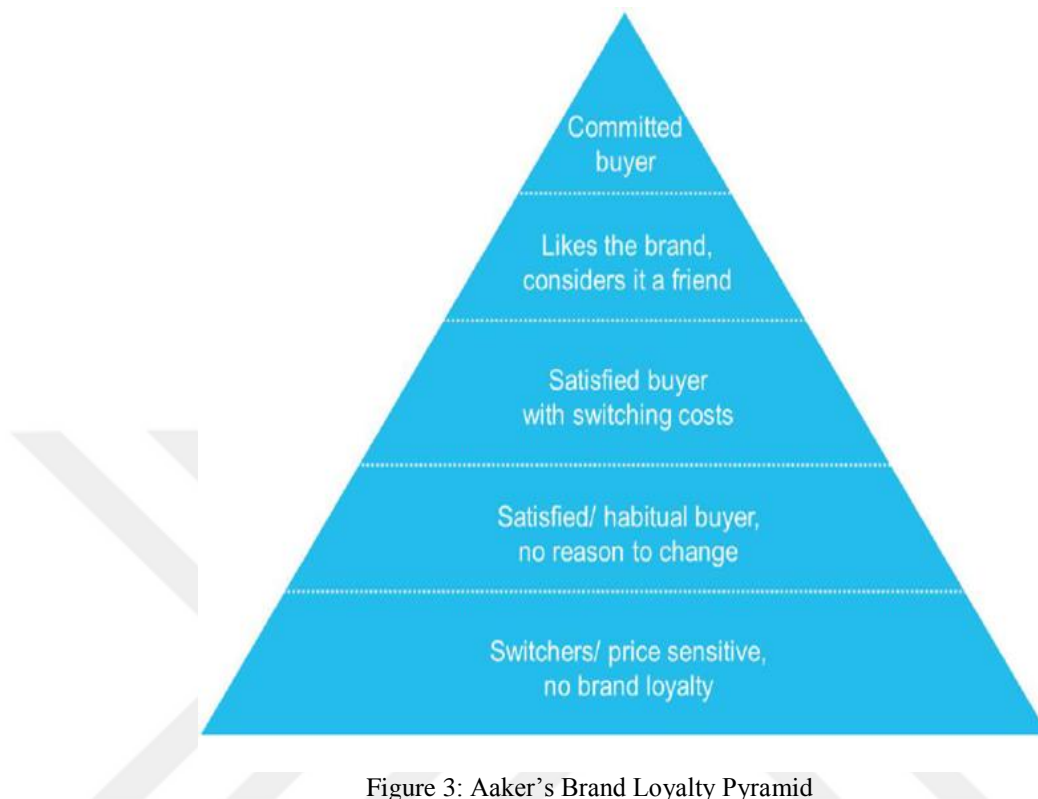 Committed
buyer
Likes the brand,
considers it a friend
Satisfied buyer
with switching costs
Satisfied/ habitual buyer,
no reason to change
Switchers/ price sensitive,
no brand loyalty
Figure 3: Aaker’s Brand Loyalty Pyramid